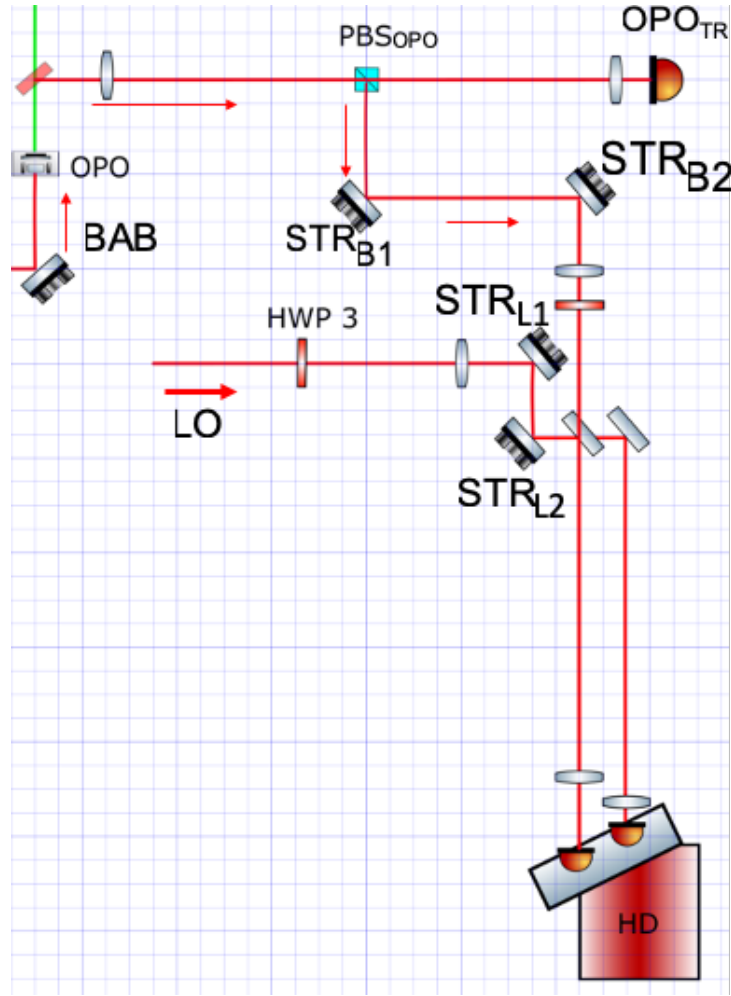 OPOTR
PBSOPO
STRB2
OPO
BAB
STRB1
STRL1
HWP 3
LO
STRL2
HD